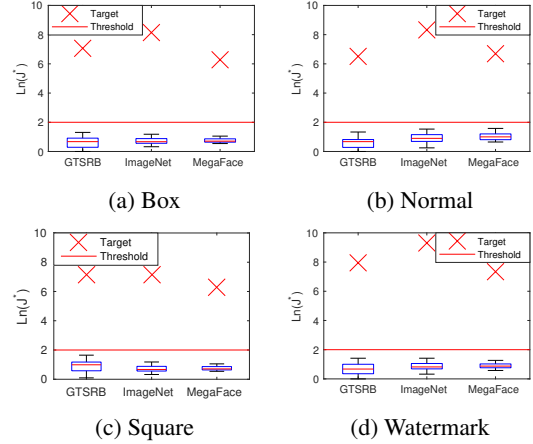 10
8
6
4
2
0
Ln(J*)
Target
Threshold
GTSRB ImageNet MegaFace
(a) Box
10
8
6
4
2
0
Ln(J*)
Target
Threshold
GTSRB ImageNet MegaFace
(b) Normal
10
8
6
4
2
0
Ln(J*)
Target
Threshold
GTSRB ImageNet MegaFace
(c) Square
10
8
6
4
2
0
Ln(J*)
Target
Threshold
GTSRB ImageNet MegaFace
(d) Watermark